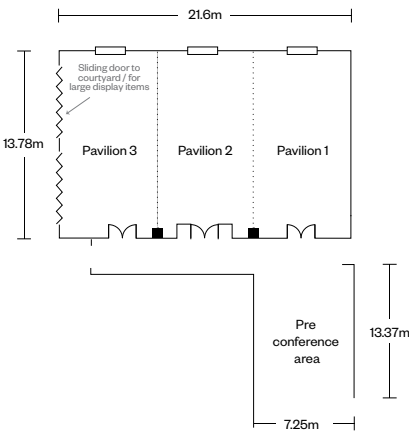 21.6m
Sliding door to
courtyard / for
large display items
13.78m
Pavilion 3
Pavilion 2
Pavilion 1
Pre
conference
area
13.37m
7.25m